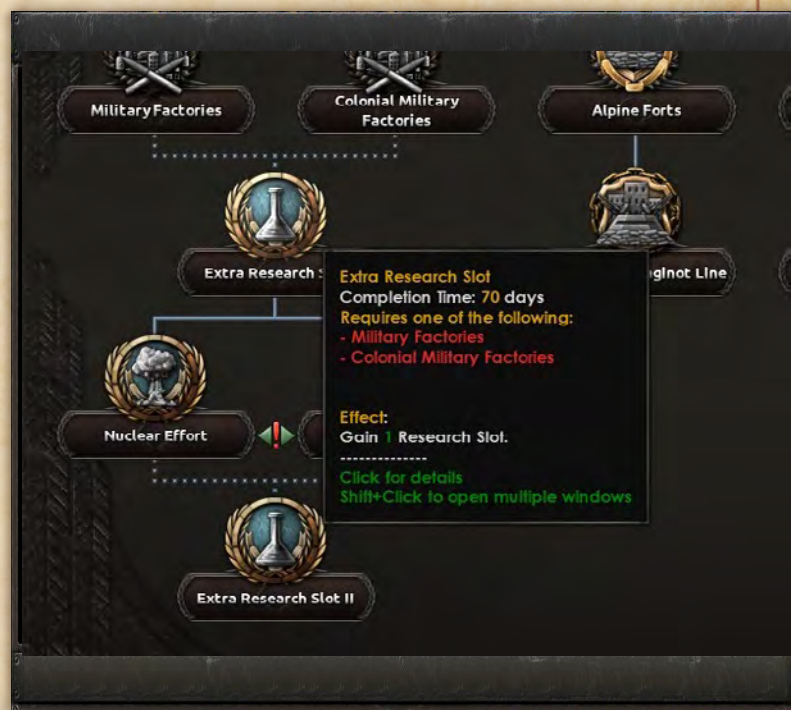 Military Factories
Colonial Military
Factories
Alpine Forts
Extra Research
ginot Line
Extra Research Slot
Completion Time: 70 days
Requires one of the following:
- Military Factories
- Colonial Military Factories
Effect:
Gain 1 Research Slot.
--------------
Click for details
Shift+Click to open multiple windows
Nuclear Effort
Extra Research Slot II